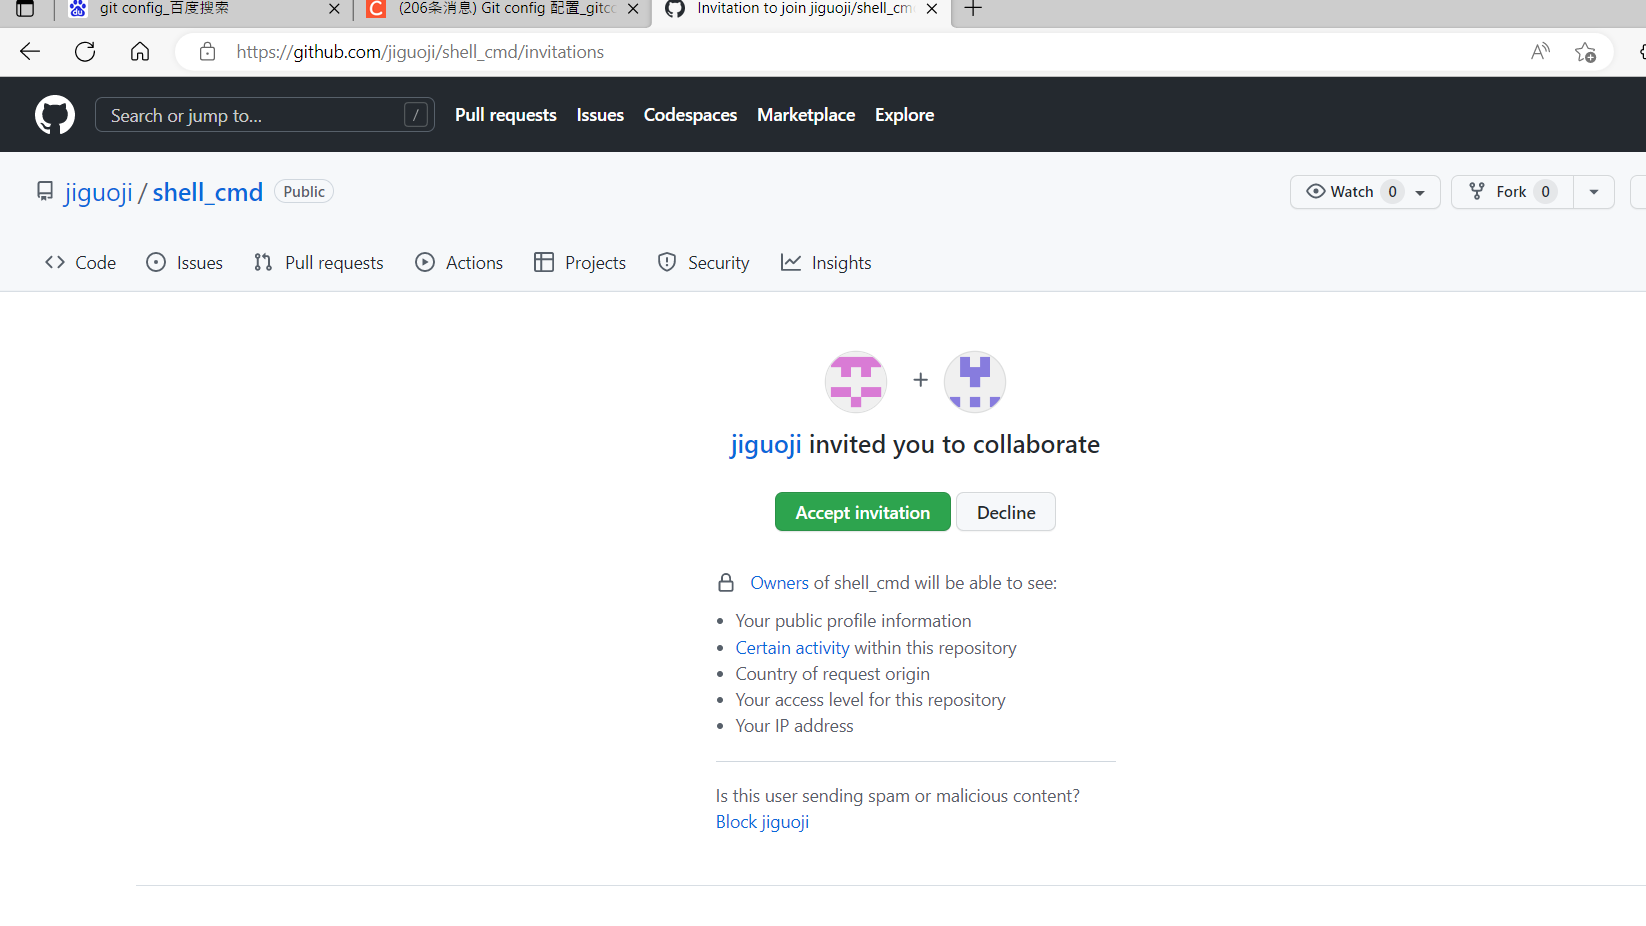 git config_百度搜索
(206条消息) Git config 配置_gitcc
Invitation to join jiguoji/shell_cm
https://github.com/jiguoji/shell_cmd/invitations
Search or jump to... /
Pull requests Issues Codespaces Marketplace Explore
jiguoji / shell_cmd Public
Watch 0 Fork 0
Code Issues Pull requests Actions Projects Security Insights
jiguoji invited you to collaborate
Accept invitation Decline
Owners of shell_cmd will be able to see:
Your public profile information
Certain activity within this repository
Country of request origin
Your access level for this repository
Your IP address
Is this user sending spam or malicious content?
Block jiguoji